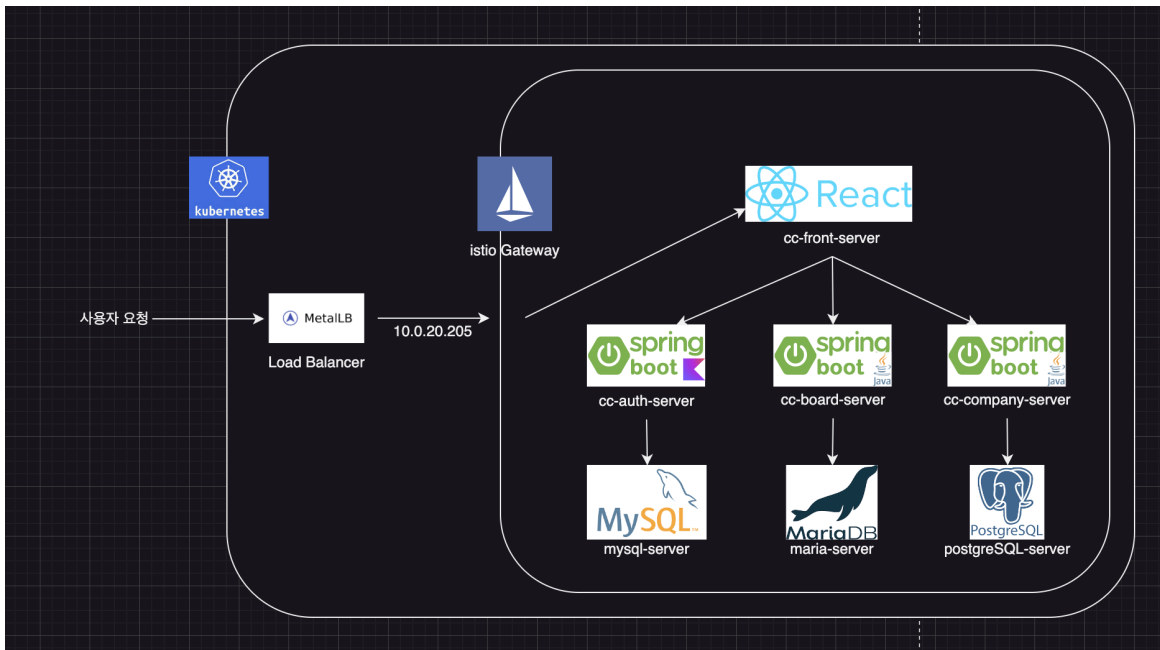 kubernetes
istio Gateway
React
cc-front-server
사용자 요청
MetalLB
Load Balancer
10.0.20.205
spring
boot
cc-auth-server
spring
boot
Java
cc-board-server
spring
boot
Java
cc-company-server
MySQL™
mysql-server
MariaDB
maria-server
PostgreSQL
postgreSQL-server